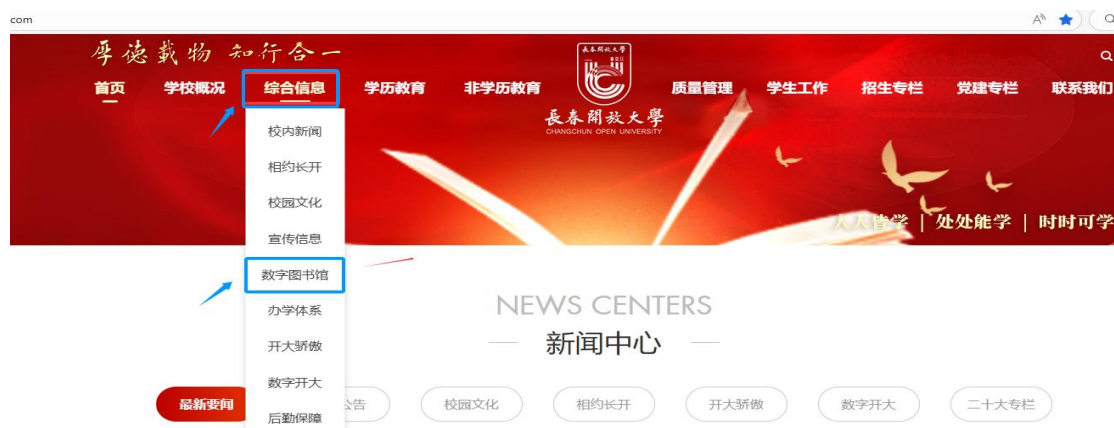 com
厚德载物 知行合一
長春開放大學
首页 学校概况 综合信息 学历教育 非学历教育 质量管理 学生工作 招生专栏 党建专栏 联系我们
長春開放大學
CHANGCHUN OPEN UNIVERSITY
校内新闻
相约长开
校园文化
宣传信息
人人皆学 | 处处能学 | 时时可学
数字图书馆
办学体系
开大骄傲
数字开大
后勤保障
NEWS CENTERS
新闻中心
最新要闻 公告 校园文化 相约长开 开大骄傲 数字开大 二十大专栏